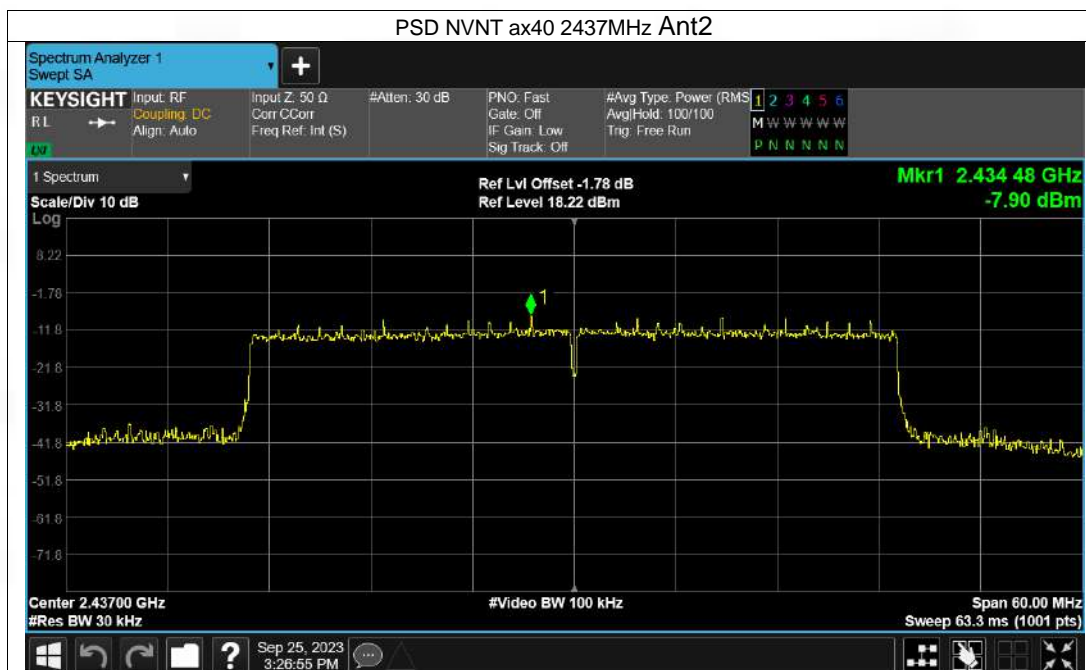 PSD NVNT ax40 2437MHz Ant2
Spectrum Analyzer 1
Swept SA
+
KEYSIGHT
R L
LXI
Input: RF
Coupling: DC
Align: Auto
Input Z: 50 Ω
Corr CCorr
Freq Ref: Int (S)
#Atten: 30 dB
PNO: Fast
Gate: Off
IF Gain: Low
Sig Track: Off
#Avg Type: Power (RMS
Avg|Hold: 100/100
Trig: Free Run
1 2 3 4 5 6
M W W W W W
P N N N N N
1 Spectrum
Scale/Div 10 dB
Log
Ref Lvl Offset -1.78 dB
Ref Level 18.22 dBm
Mkr1 2.434 48 GHz
-7.90 dBm
8.22
-1.78
-11.8
-21.8
-31.8
-41.8
-51.8
-61.8
-71.8
1
Center 2.43700 GHz
#Res BW 30 kHz
#Video BW 100 kHz
Span 60.00 MHz
Sweep 63.3 ms (1001 pts)
?
Sep 25, 2023
3:26:55 PM